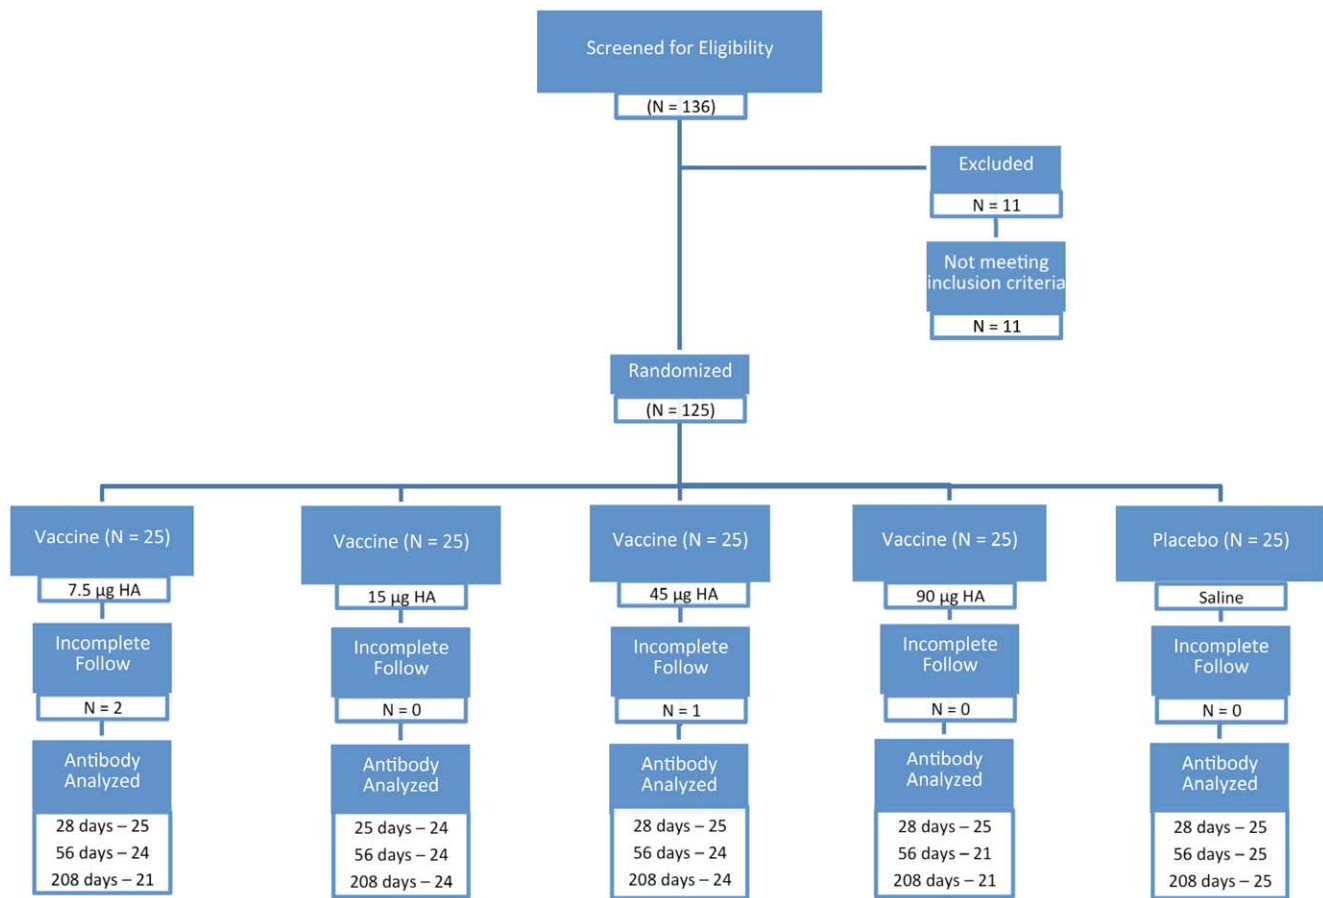 Screened for Eligibility
(N = 136)
Excluded
N = 11
Not meeting
inclusion criteria
N = 11
Randomized
(N = 125)
Vaccine (N = 25)
7.5 µg HA
Incomplete
Follow
N = 2
Antibody
Analyzed
28 days – 25
56 days – 24
208 days – 21
Vaccine (N = 25)
15 µg HA
Incomplete
Follow
N = 0
Antibody
Analyzed
25 days – 24
56 days – 24
208 days – 24
Vaccine (N = 25)
45 µg HA
Incomplete
Follow
N = 1
Antibody
Analyzed
28 days – 25
56 days – 24
208 days – 24
Vaccine (N = 25)
90 µg HA
Incomplete
Follow
N = 0
Antibody
Analyzed
28 days – 25
56 days – 21
208 days – 21
Placebo (N = 25)
Saline
Incomplete
Follow
N = 0
Antibody
Analyzed
28 days – 25
56 days – 25
208 days – 25